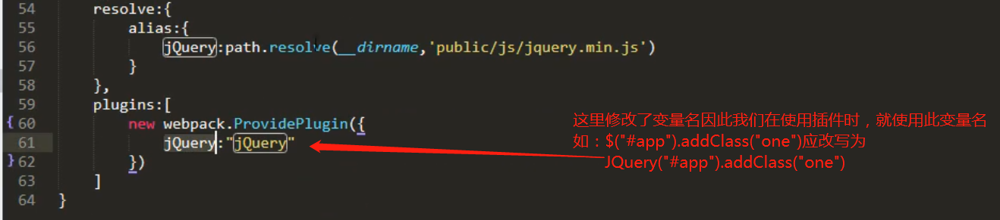 54 resolve:{
55 alias:{
56 jQuery:path.resolve(__dirname,'public/js/jquery.min.js')
57 }
58 },
59 plugins:[
{ 60 new webpack.ProvidePlugin({
61 jQuery:"jQuery"
} 62 })
63 ]
64 }
这里修改了变量名因此我们在使用插件时，就使用此变量名
如：$("#app").addClass("one")应改写为
JQuery("#app").addClass("one")